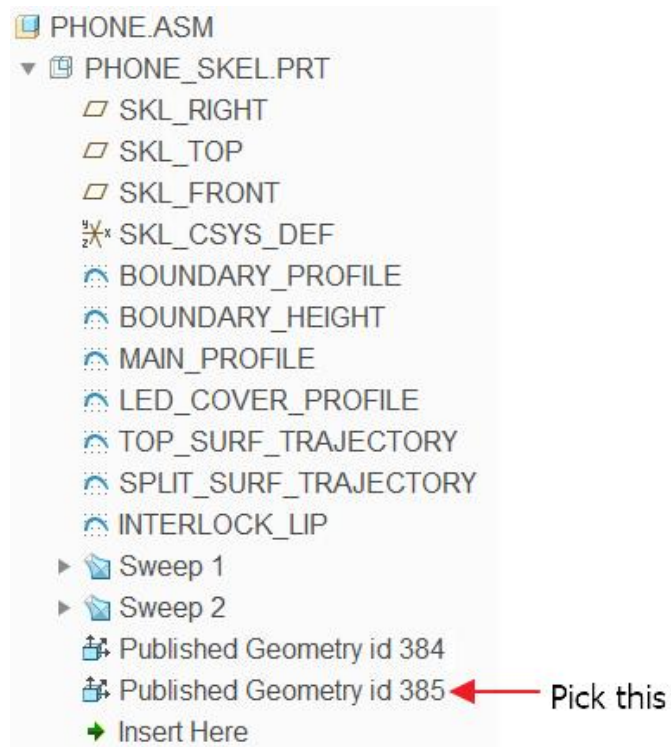 PHONE.ASM
PHONE_SKEL.PRT
SKL_RIGHT
SKL_TOP
SKL_FRONT
SKL_CSYS_DEF
BOUNDARY_PROFILE
BOUNDARY_HEIGHT
MAIN_PROFILE
LED_COVER_PROFILE
TOP_SURF_TRAJECTORY
SPLIT_SURF_TRAJECTORY
INTERLOCK_LIP
Sweep 1
Sweep 2
Published Geometry id 384
Published Geometry id 385 Pick this
Insert Here